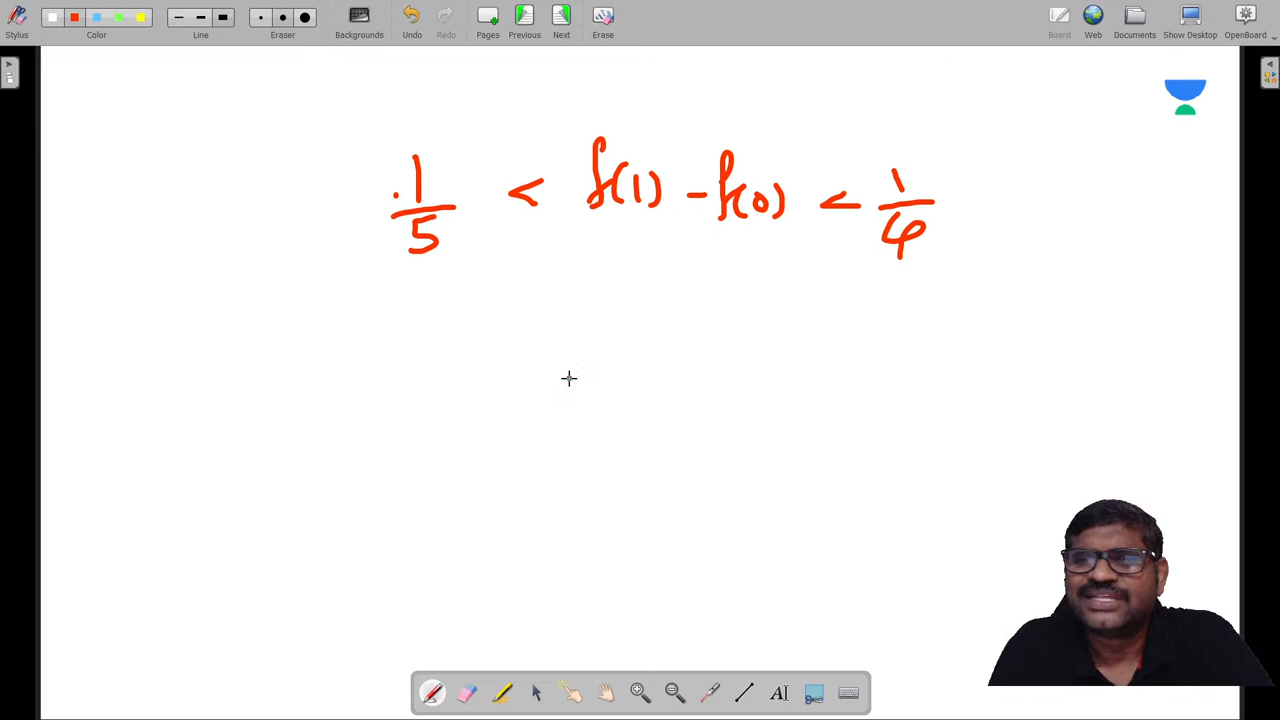 Stylus Color Line Eraser Backgrounds Undo Redo Pages Previous Next Erase Board Web Documents Show Desktop OpenBoard
1/5 < f(1) - f(0) < 1/4